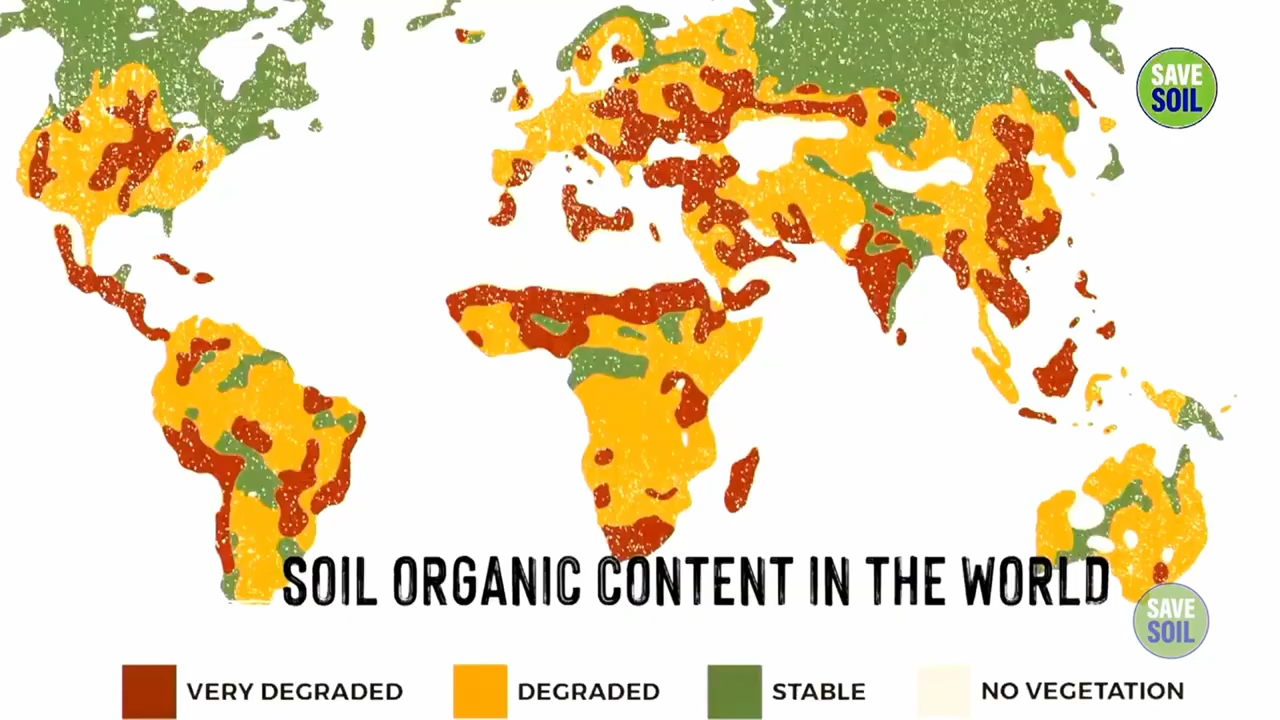 SAVE
SOIL
SOIL ORGANIC CONTENT IN THE WORLD
SAVE
SOIL
VERY DEGRADED
DEGRADED
STABLE
NO VEGETATION